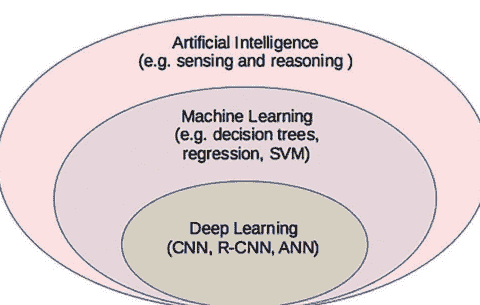 Artificial Intelligence
(e.g. sensing and reasoning )
Machine Learning
(e.g. decision trees,
regression, SVM)
Deep Learning
(CNN, R-CNN, ANN)